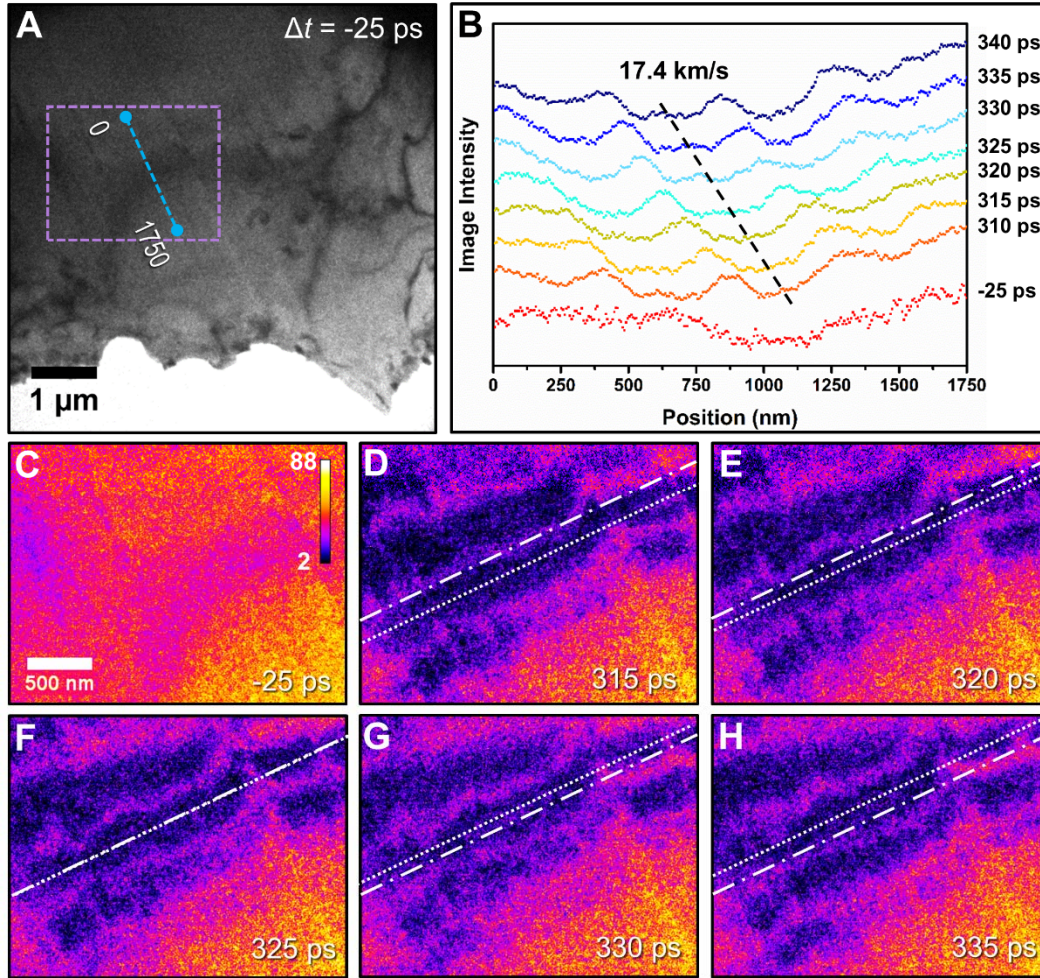 A
Δt = -25 ps
0
1750
1 μm
B
17.4 km/s
340 ps
335 ps
330 ps
325 ps
320 ps
315 ps
310 ps
-25 ps
Image Intensity
0 250 500 750 1000 1250 1500 1750
Position (nm)
C
88
2
500 nm
-25 ps
D
315 ps
E
320 ps
F
325 ps
G
330 ps
H
335 ps